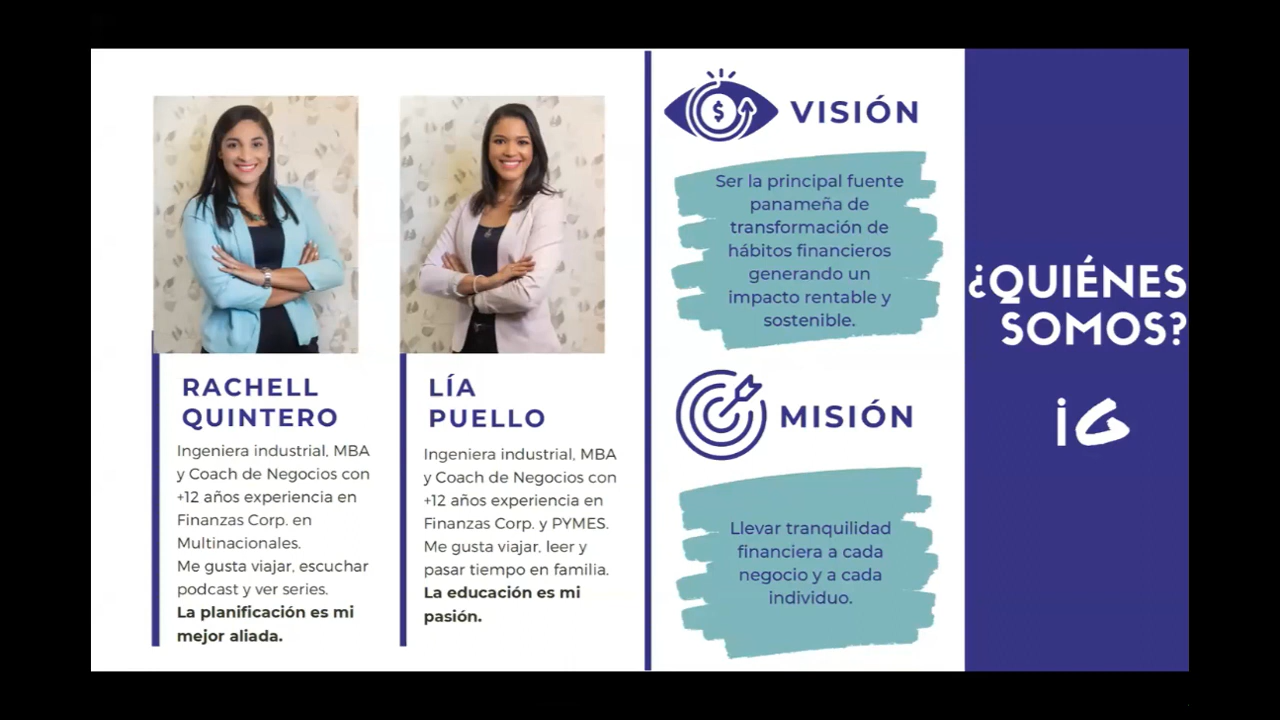 RACHELL
QUINTERO
Ingeniera industrial, MBA
y Coach de Negocios con
+12 años experiencia en
Finanzas Corp. en
Multinacionales.
Me gusta viajar, escuchar
podcast y ver series.
La planificación es mi
mejor aliada.
LÍA
PUELLO
Ingeniera industrial, MBA
y Coach de Negocios con
+12 años experiencia en
Finanzas Corp. y PYMES.
Me gusta viajar, leer y
pasar tiempo en familia.
La educación es mi
pasión.
$
VISIÓN
Ser la principal fuente
panameña de
transformación de
hábitos financieros
generando un
impacto rentable y
sostenible.
MISIÓN
Llevar tranquilidad
financiera a cada
negocio y a cada
individuo.
¿QUIÉNES
SOMOS?
iG